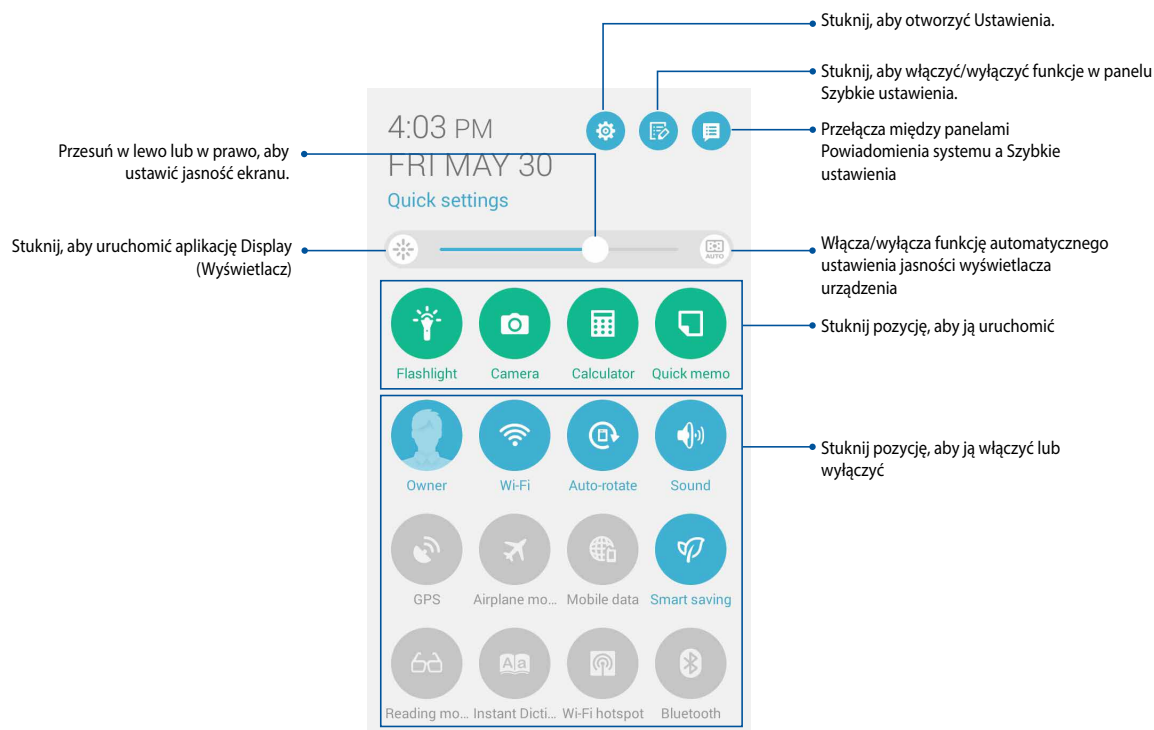 Stuknij, aby otworzyć Ustawienia.
Stuknij, aby włączyć/wyłączyć funkcje w panelu
Szybkie ustawienia.
Przełącza między panelami
Powiadomienia systemu a Szybkie
ustawienia
Przesuń w lewo lub w prawo, aby
ustawić jasność ekranu.
4:03 PM
FRI MAY 30
Quick settings
Stuknij, aby uruchomić aplikację Display
(Wyświetlacz)
AUTO
Włącza/wyłącza funkcję automatycznego
ustawienia jasności wyświetlacza
urządzenia
Flashlight Camera Calculator Quick memo
Stuknij pozycję, aby ją uruchomić
Owner Wi-Fi Auto-rotate Sound
Stuknij pozycję, aby ją włączyć lub
wyłączyć
GPS Airplane mo... Mobile data Smart saving
Aa
Reading mo... Instant Dicti... Wi-Fi hotspot Bluetooth